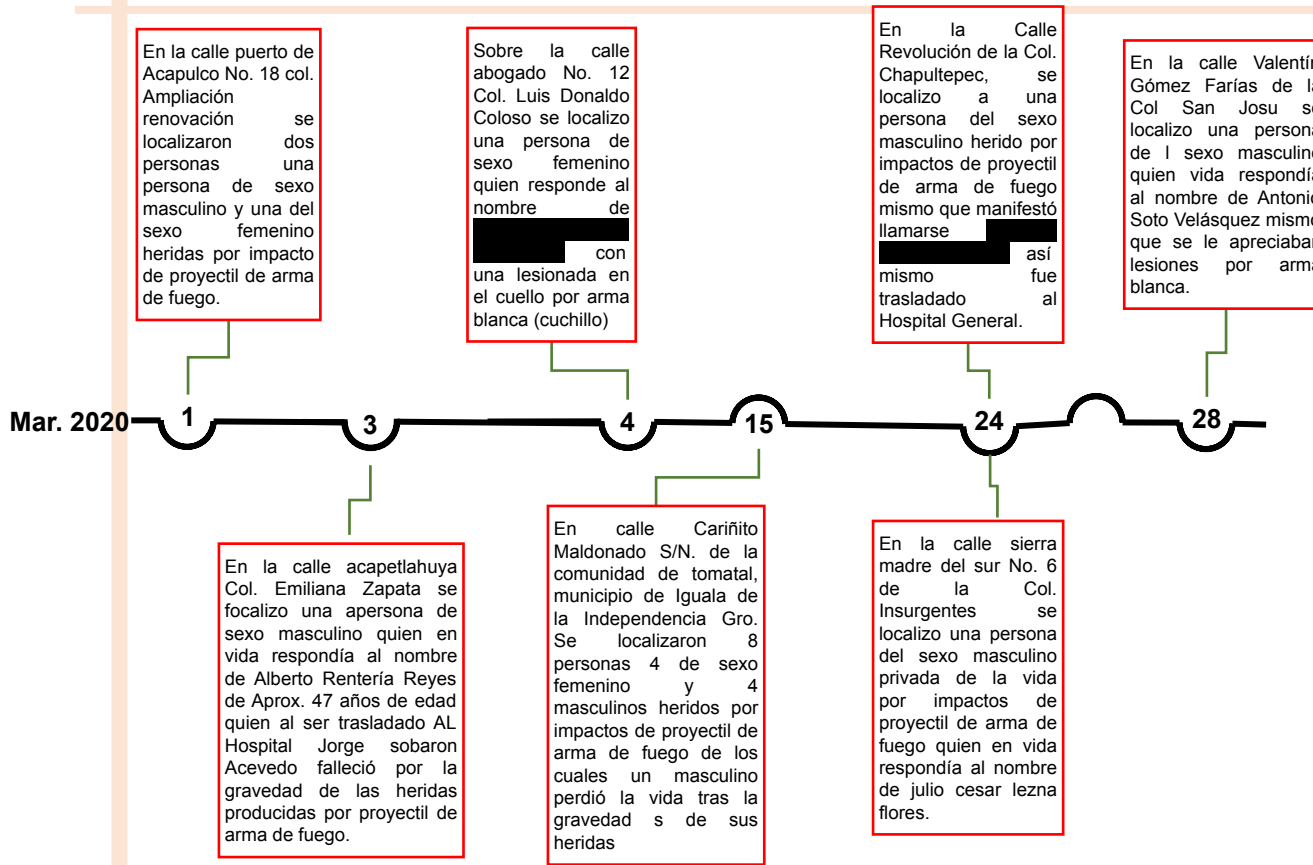 En la calle puerto de
Acapulco No. 18 col.
Ampliación
renovación se
localizaron dos
personas una
persona de sexo
masculino y una del
sexo femenino
heridas por impacto
de proyectil de arma
de fuego.
Sobre la calle
abogado No. 12
Col. Luis Donaldo
Coloso se localizo
una persona de
sexo femenino
quien responde al
nombre de
con
una lesionada en
el cuello por arma
blanca (cuchillo)
En la Calle
Revolución de la Col.
Chapultepec, se
localizo a una
persona del sexo
masculino herido por
impactos de proyectil
de arma de fuego
mismo que manifestó
llamarse
así
mismo fue
trasladado al
Hospital General.
En la calle Valentín
Gómez Farías de la
Col San Josu se
localizo una persona
de l sexo masculino
quien vida respondía
al nombre de Antonio
Soto Velásquez mismo
que se le apreciaban
lesiones por arma
blanca.
Mar. 2020
1
3
4
15
24
28
En la calle acapetlahuya
Col. Emiliana Zapata se
focalizo una apersona de
sexo masculino quien en
vida respondía al nombre
de Alberto Rentería Reyes
de Aprox. 47 años de edad
quien al ser trasladado AL
Hospital Jorge sobaron
Acevedo falleció por la
gravedad de las heridas
producidas por proyectil de
arma de fuego.
En calle Cariñito
Maldonado S/N. de la
comunidad de tomatal,
municipio de Iguala de
la Independencia Gro.
Se localizaron 8
personas 4 de sexo
femenino y 4
masculinos heridos por
impactos de proyectil de
arma de fuego de los
cuales un masculino
perdió la vida tras la
gravedad s de sus
heridas
En la calle sierra
madre del sur No. 6
de la Col.
Insurgentes se
localizo una persona
del sexo masculino
privada de la vida
por impactos de
proyectil de arma de
fuego quien en vida
respondía al nombre
de julio cesar lezna
flores.